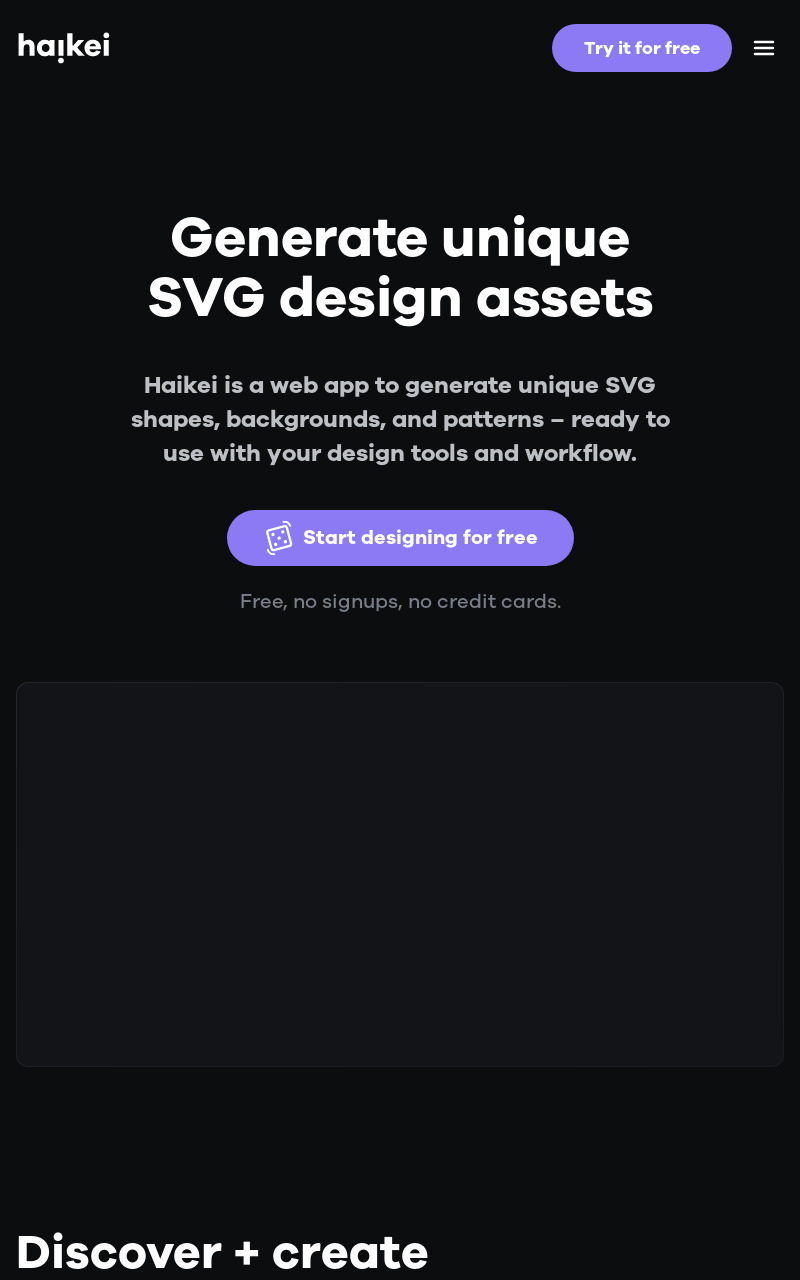 haikei
Try it for free
Generate unique
SVG design assets
Haikei is a web app to generate unique SVG
shapes, backgrounds, and patterns – ready to
use with your design tools and workflow.
Start designing for free
Free, no signups, no credit cards.
Discover + create